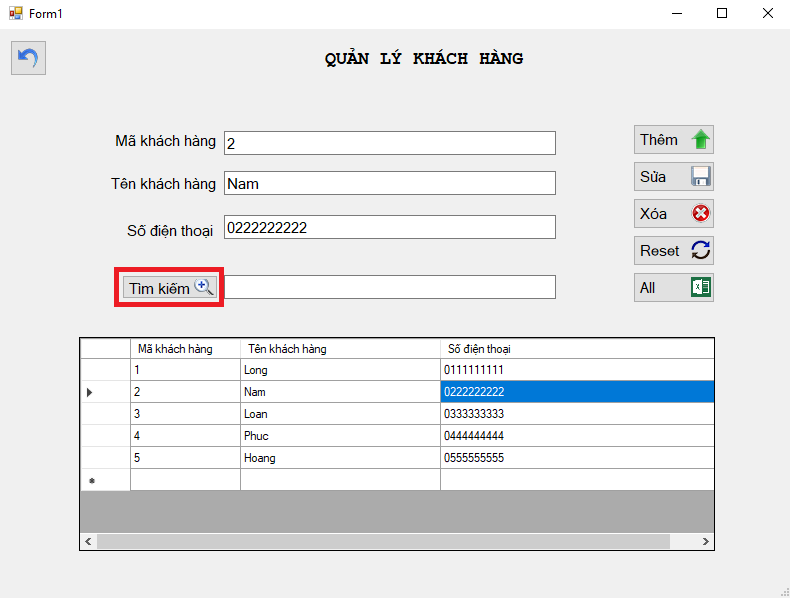 Form1
QUẢN LÝ KHÁCH HÀNG
Mã khách hàng 2
Thêm
Tên khách hàng Nam
Sửa
Số điện thoại 0222222222
Xóa
Reset
Tìm kiếm
All
Mã khách hàng Tên khách hàng Số điện thoại
1 Long 0111111111
2 Nam 0222222222
3 Loan 0333333333
4 Phuc 0444444444
5 Hoang 0555555555